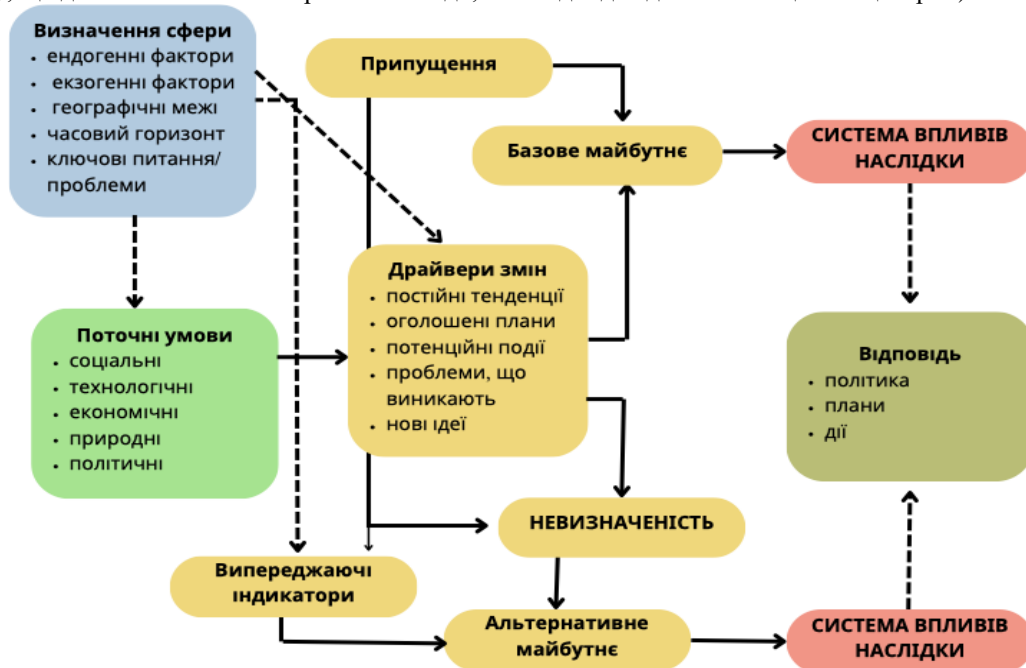 Визначення сфери
• ендогенні фактори
• екзогенні фактори
• географічні межі
• часовий горизонт
• ключові питання/
проблеми
Припущення
Базове майбутнє
СИСТЕМА ВПЛИВІВ
НАСЛІДКИ
Драйвери змін
• постійні тенденції
• оголошені плани
• потенційні події
• проблеми, що
виникають
• нові ідеї
Поточні умови
• соціальні
• технологічні
• економічні
• природні
• політичні
Відповідь
• політика
• плани
• дії
НЕВИЗНАЧЕНІСТЬ
Випереджаючі
індикатори
Альтернативне
майбутнє
СИСТЕМА ВПЛИВІВ
НАСЛІДКИ